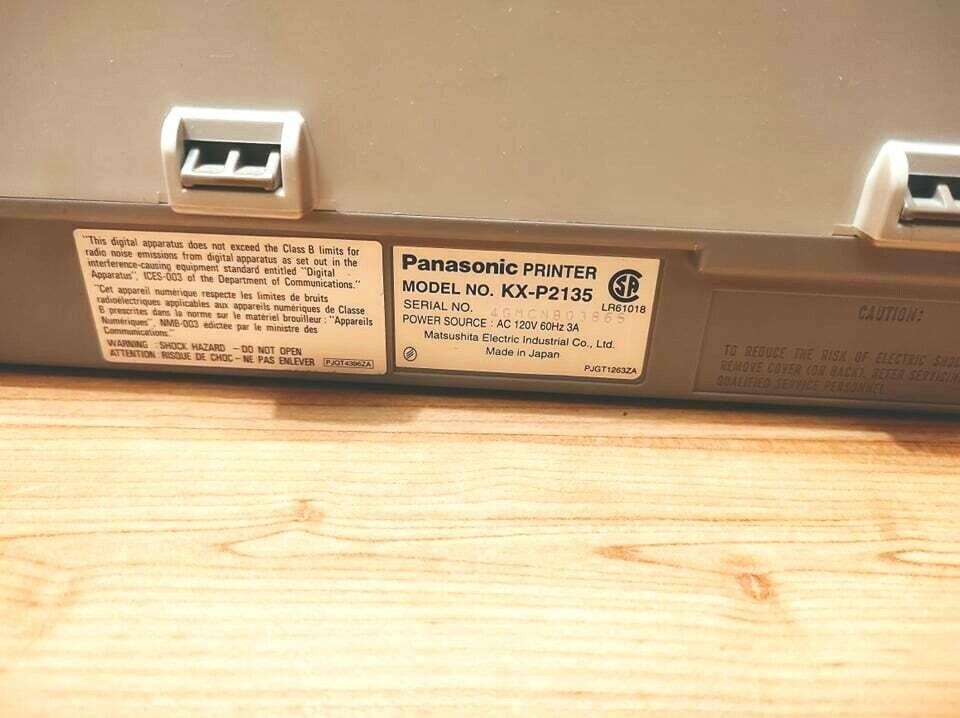 "This digital apparatus does not exceed the Class B limits for
radio noise emissions from digital apparatus as set out in the
interference-causing equipment standard entitled "Digital
Apparatus", ICES-003 of the Department of Communications."
"Cet appareil numérique respecte les limites de bruits
radioélectriques applicables aux appareils numériques de Classe
B prescrites dans la norme sur le matériel brouilleur : "Appareils
Numériques", NMB-003 édictée par le ministre des
Communications."
WARNING : SHOCK HAZARD – DO NOT OPEN
ATTENTION : RISQUE DE CHOC – NE PAS ENLEVER PJGT4396ZA
Panasonic PRINTER
MODEL NO. KX-P2135
LR61018
SERIAL NO. 4GMCNB03865
POWER SOURCE : AC 120V 60Hz 3A
Matsushita Electric Industrial Co., Ltd.
Made in Japan
PJGT1263ZA
CAUTION:
TO REDUCE THE RISK OF ELECTRIC
REMOVE COVER (OR BACK). REFER SERVICING
QUALIFIED SERVICE PERSONNEL